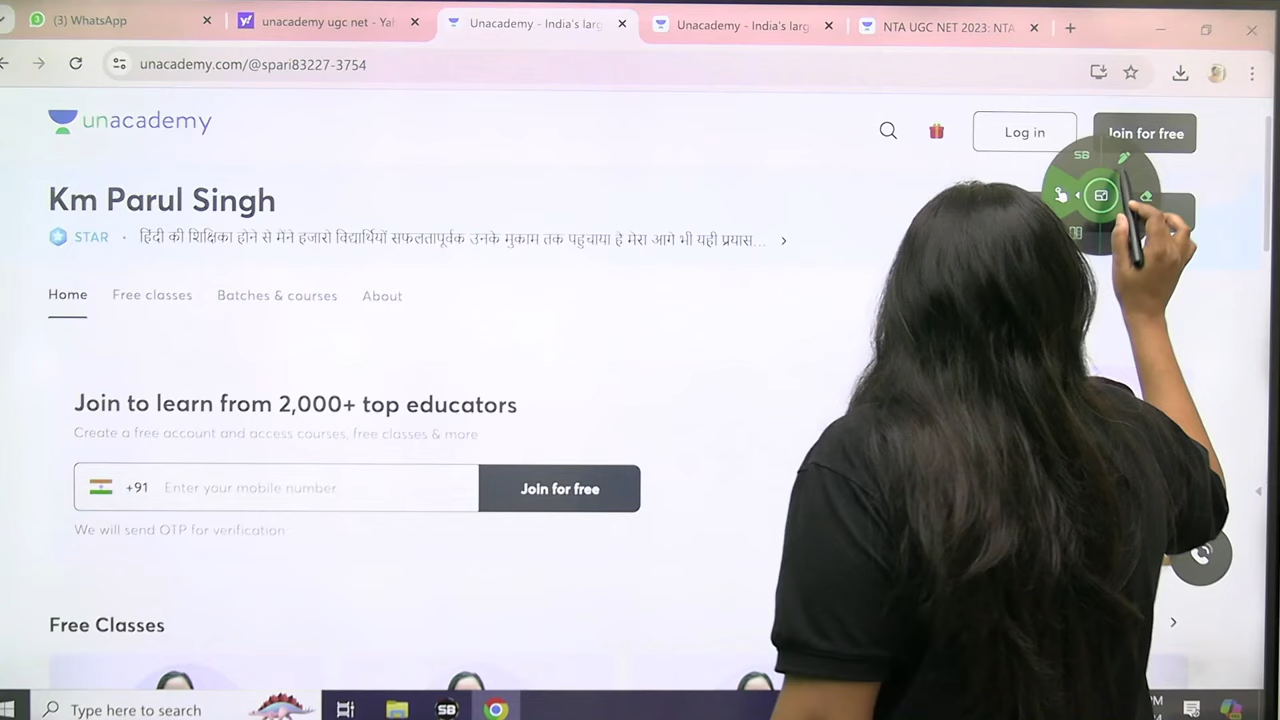 (3) WhatsApp
unacademy ugc net - Yah
Unacademy - India's larg
Unacademy - India's larg
NTA UGC NET 2023: NTA
unacademy.com/@spari83227-3754
unacademy
Log in
Join for free
SB
Km Parul Singh
STAR · हिंदी की शिक्षिका होने से मेने हजारो विद्यार्थियों सफलतापूर्वक उनके मुकाम तक पहुचाया है मेरा आगे भी यही प्रयास...
Home
Free classes
Batches & courses
About
Join to learn from 2,000+ top educators
Create a free account and access courses, free classes & more
+91
Enter your mobile number
Join for free
We will send OTP for verification
Free Classes
Type here to search
SB
PM